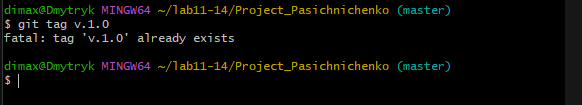 dimax@Dmytryk MINGW64 ~/lab11-14/Project_Pasichnichenko (master)
$ git tag v.1.0
fatal: tag 'v.1.0' already exists
dimax@Dmytryk MINGW64 ~/lab11-14/Project_Pasichnichenko (master)
$